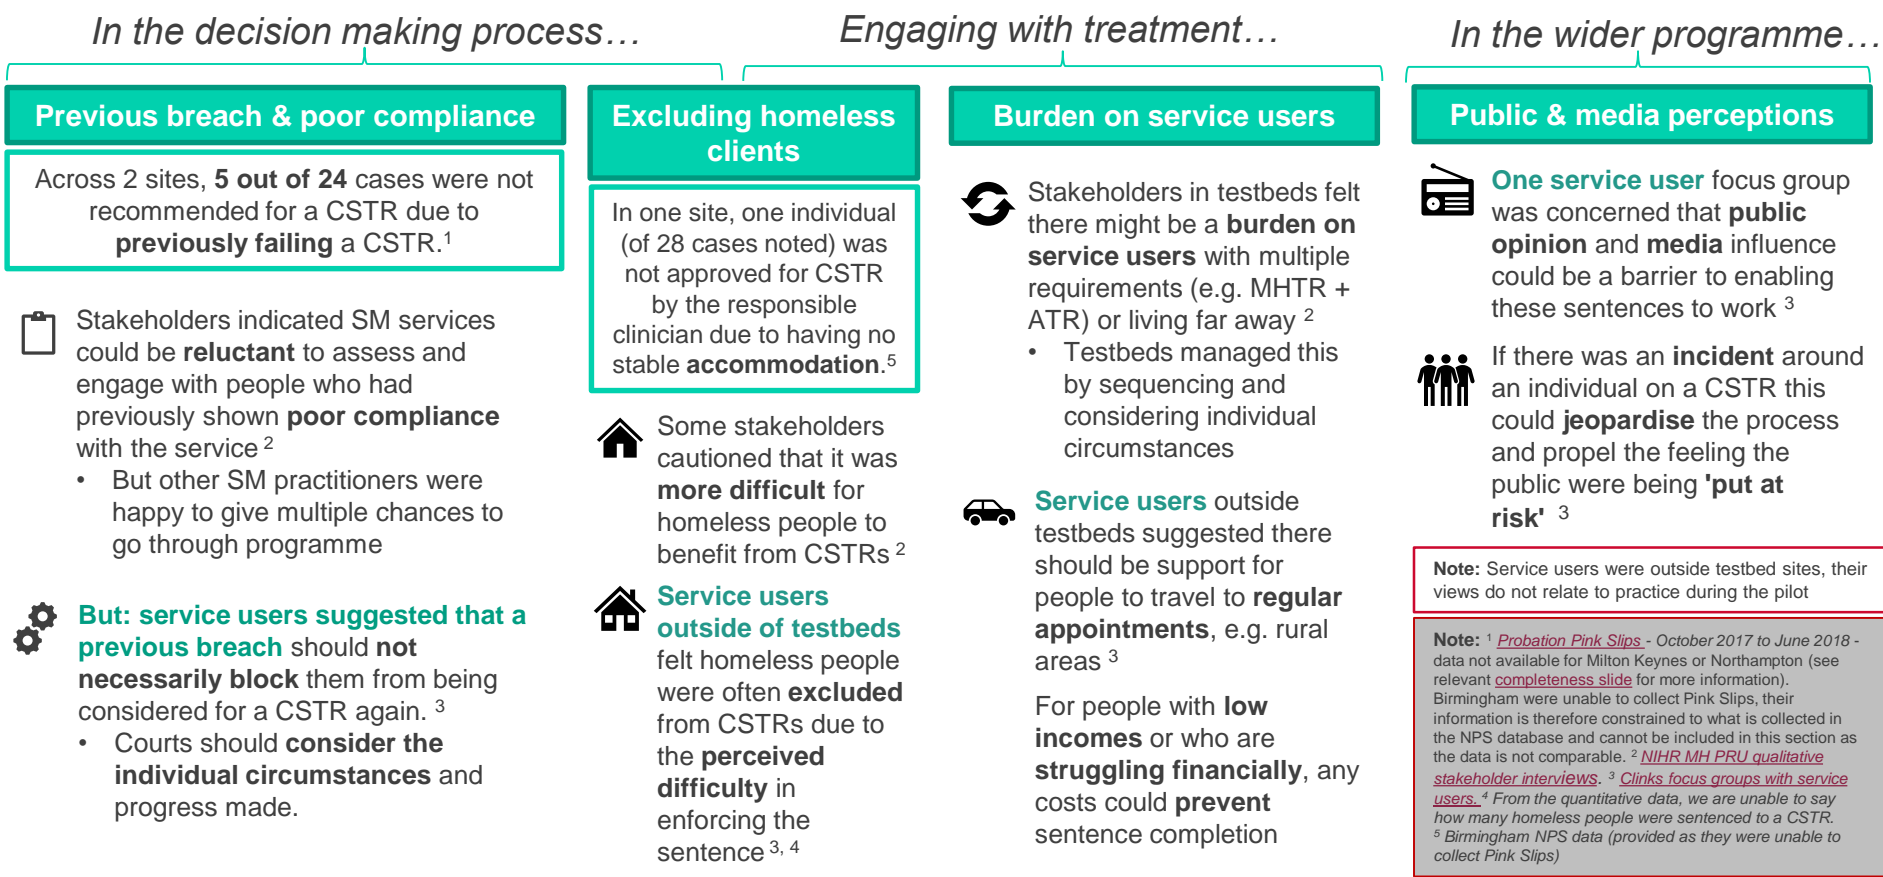 In the decision making process…
Engaging with treatment…
In the wider programme…
Previous breach & poor compliance
Across 2 sites, 5 out of 24 cases were not
recommended for a CSTR due to
previously failing a CSTR.1
Stakeholders indicated SM services
could be reluctant to assess and
engage with people who had
previously shown poor compliance
with the service 2
• But other SM practitioners were
happy to give multiple chances to
go through programme
But: service users suggested that a
previous breach should not
necessarily block them from being
considered for a CSTR again. 3
• Courts should consider the
individual circumstances and
progress made.
Excluding homeless
clients
In one site, one individual
(of 28 cases noted) was
not approved for CSTR
by the responsible
clinician due to having no
stable accommodation.5
Some stakeholders
cautioned that it was
more difficult for
homeless people to
benefit from CSTRs 2
Service users
outside of testbeds
felt homeless people
were often excluded
from CSTRs due to
the perceived
difficulty in
enforcing the
sentence 3, 4
Burden on service users
Stakeholders in testbeds felt
there might be a burden on
service users with multiple
requirements (e.g. MHTR +
ATR) or living far away 2
• Testbeds managed this
by sequencing and
considering individual
circumstances
Service users outside
testbeds suggested there
should be support for
people to travel to regular
appointments, e.g. rural
areas 3
For people with low
incomes or who are
struggling financially, any
costs could prevent
sentence completion
Public & media perceptions
One service user focus group
was concerned that public
opinion and media influence
could be a barrier to enabling
these sentences to work 3
If there was an incident around
an individual on a CSTR this
could jeopardise the process
and propel the feeling the
public were being 'put at
risk' 3
Note: Service users were outside testbed sites, their
views do not relate to practice during the pilot
Note: 1 Probation Pink Slips - October 2017 to June 2018 -
data not available for Milton Keynes or Northampton (see
relevant completeness slide for more information).
Birmingham were unable to collect Pink Slips, their
information is therefore constrained to what is collected in
the NPS database and cannot be included in this section as
the data is not comparable. 2 NIHR MH PRU qualitative
stakeholder interviews. 3 Clinks focus groups with service
users. 4 From the quantitative data, we are unable to say
how many homeless people were sentenced to a CSTR.
5 Birmingham NPS data (provided as they were unable to
collect Pink Slips)